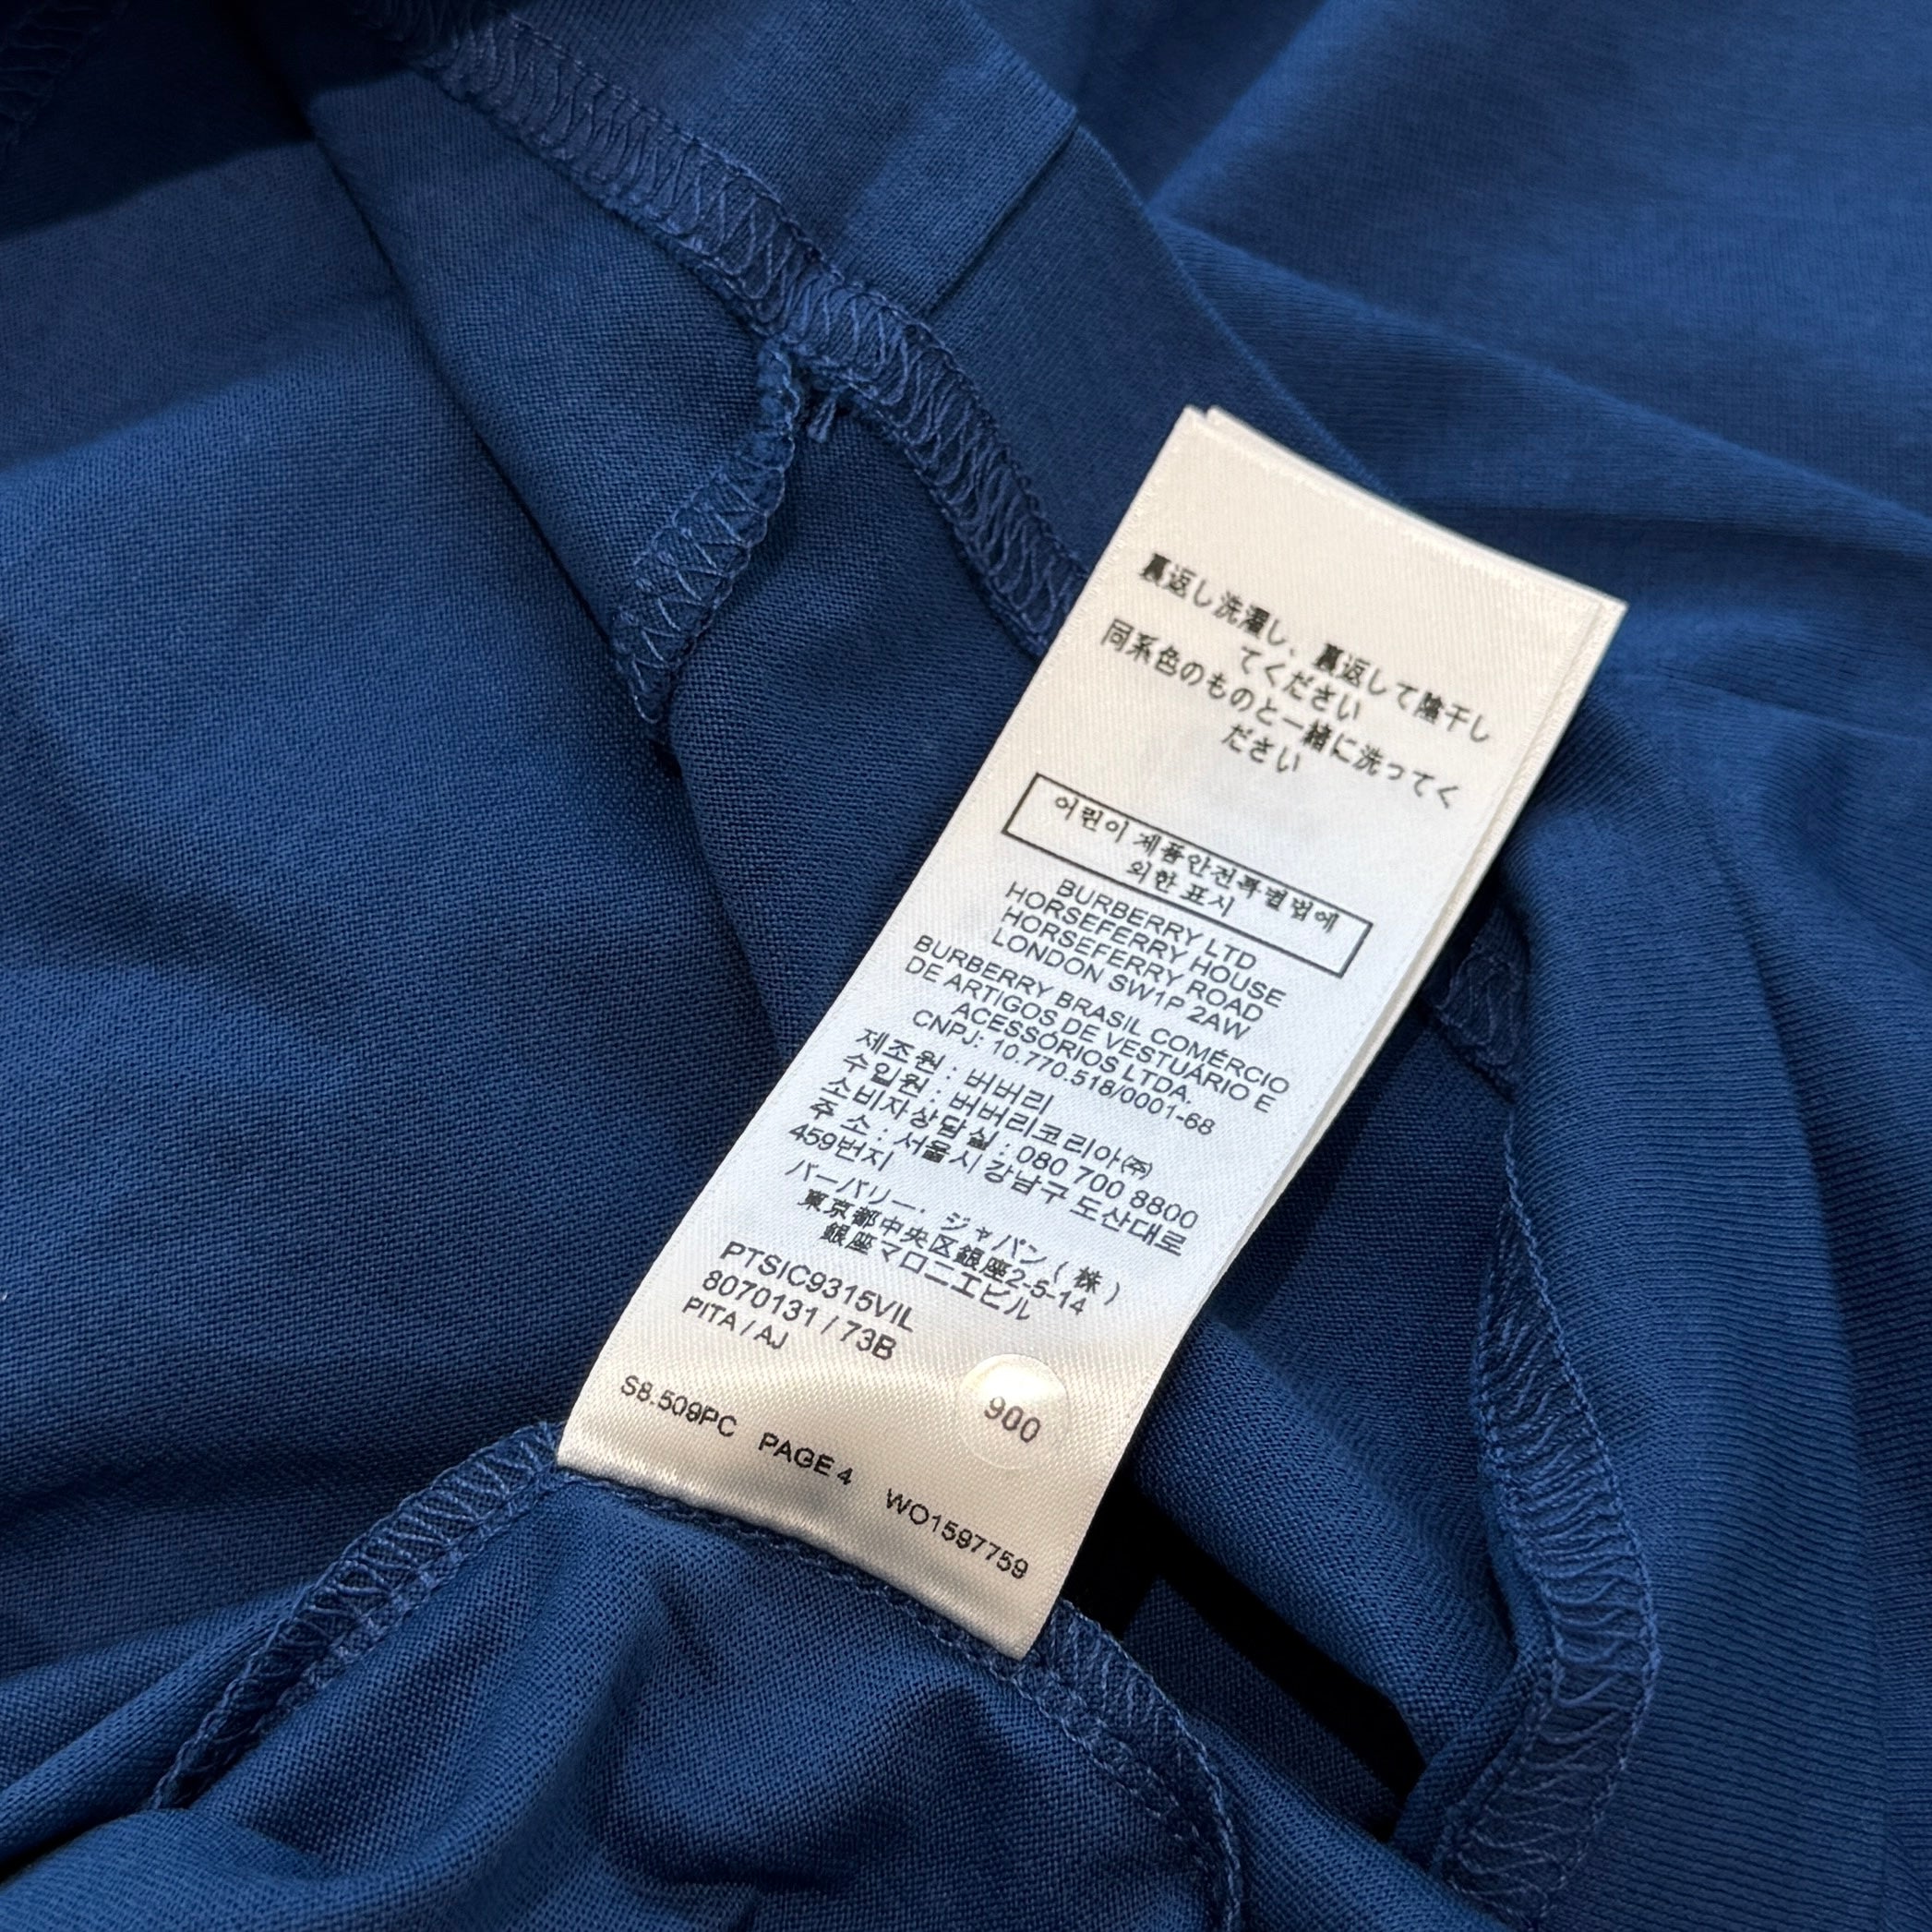 裏返し洗濯し、裏返して陰干し
てください
同系色のものと一緒に洗ってく
ださい
어린이 제품안전특별법에
의한 표시
BURBERRY LTD
HORSEFERRY HOUSE
HORSEFERRY ROAD
LONDON SW1P 2AW
BURBERRY BRASIL COMÉRCIO
DE ARTIGOS DE VESTUÁRIO E
ACESSÓRIOS LTDA.
CNPJ: 10.770.518/0001-68
제조원 : 버버리
수입원 : 버버리코리아㈜
소비자상담실 : 080 700 8800
주 소 : 서울시 강남구 도산대로
459번지
バーバリー・ジャパン(株)
東京都中央区銀座2-5-14
銀座マローエビル
PTSIC9315VIL
8070131 / 73B
PITA / AJ
900
S8.509PC PAGE 4 WO1597759